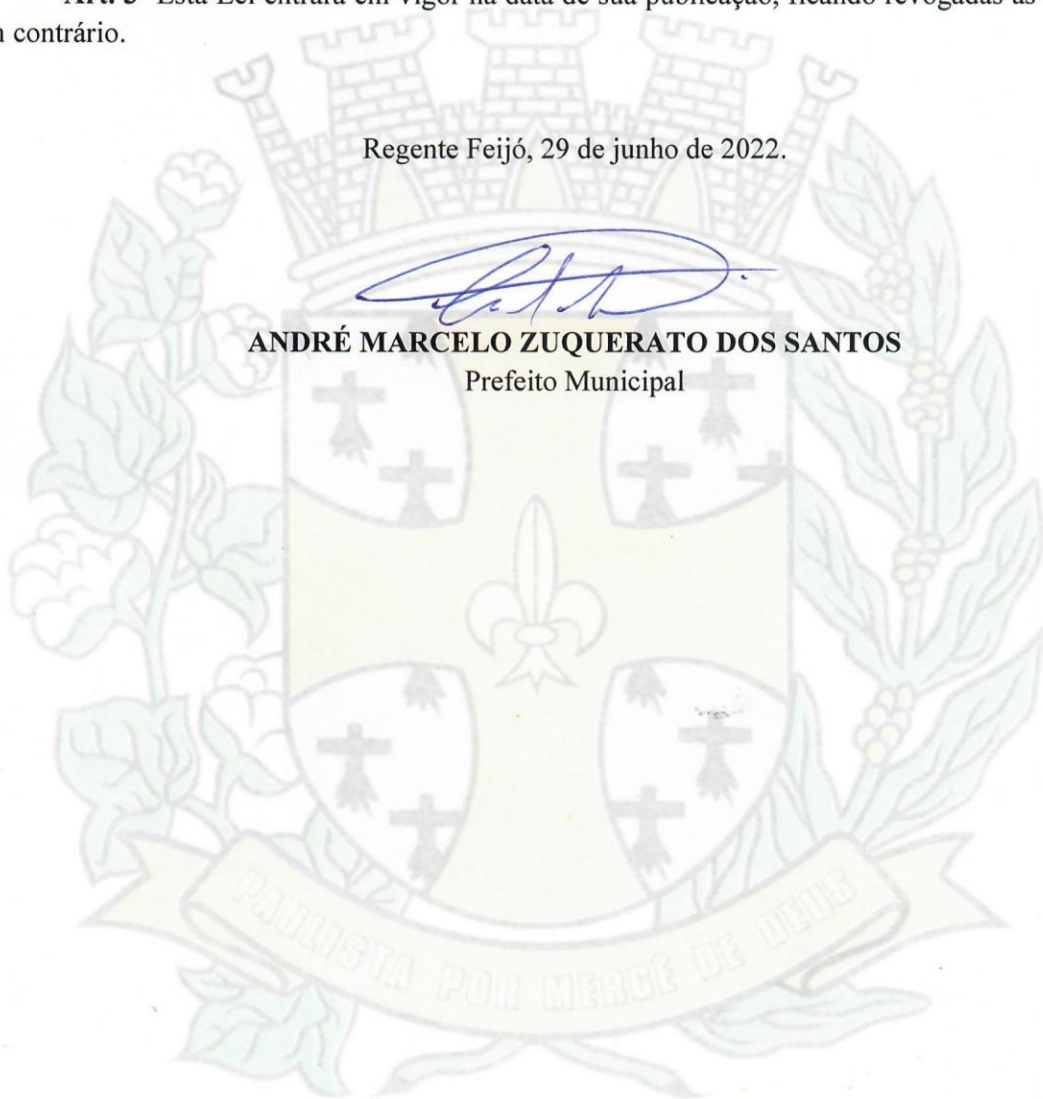 Esta Lei entrará em vigor na data de sua publicação, ficando revogadas as
contrário.
Regente Feijó, 29 de junho de 2022.
ANDRÉ MARCELO ZUQUERATO DOS SANTOS
Prefeito Municipal
PAULISTA POR MERCÊ DE DEUS